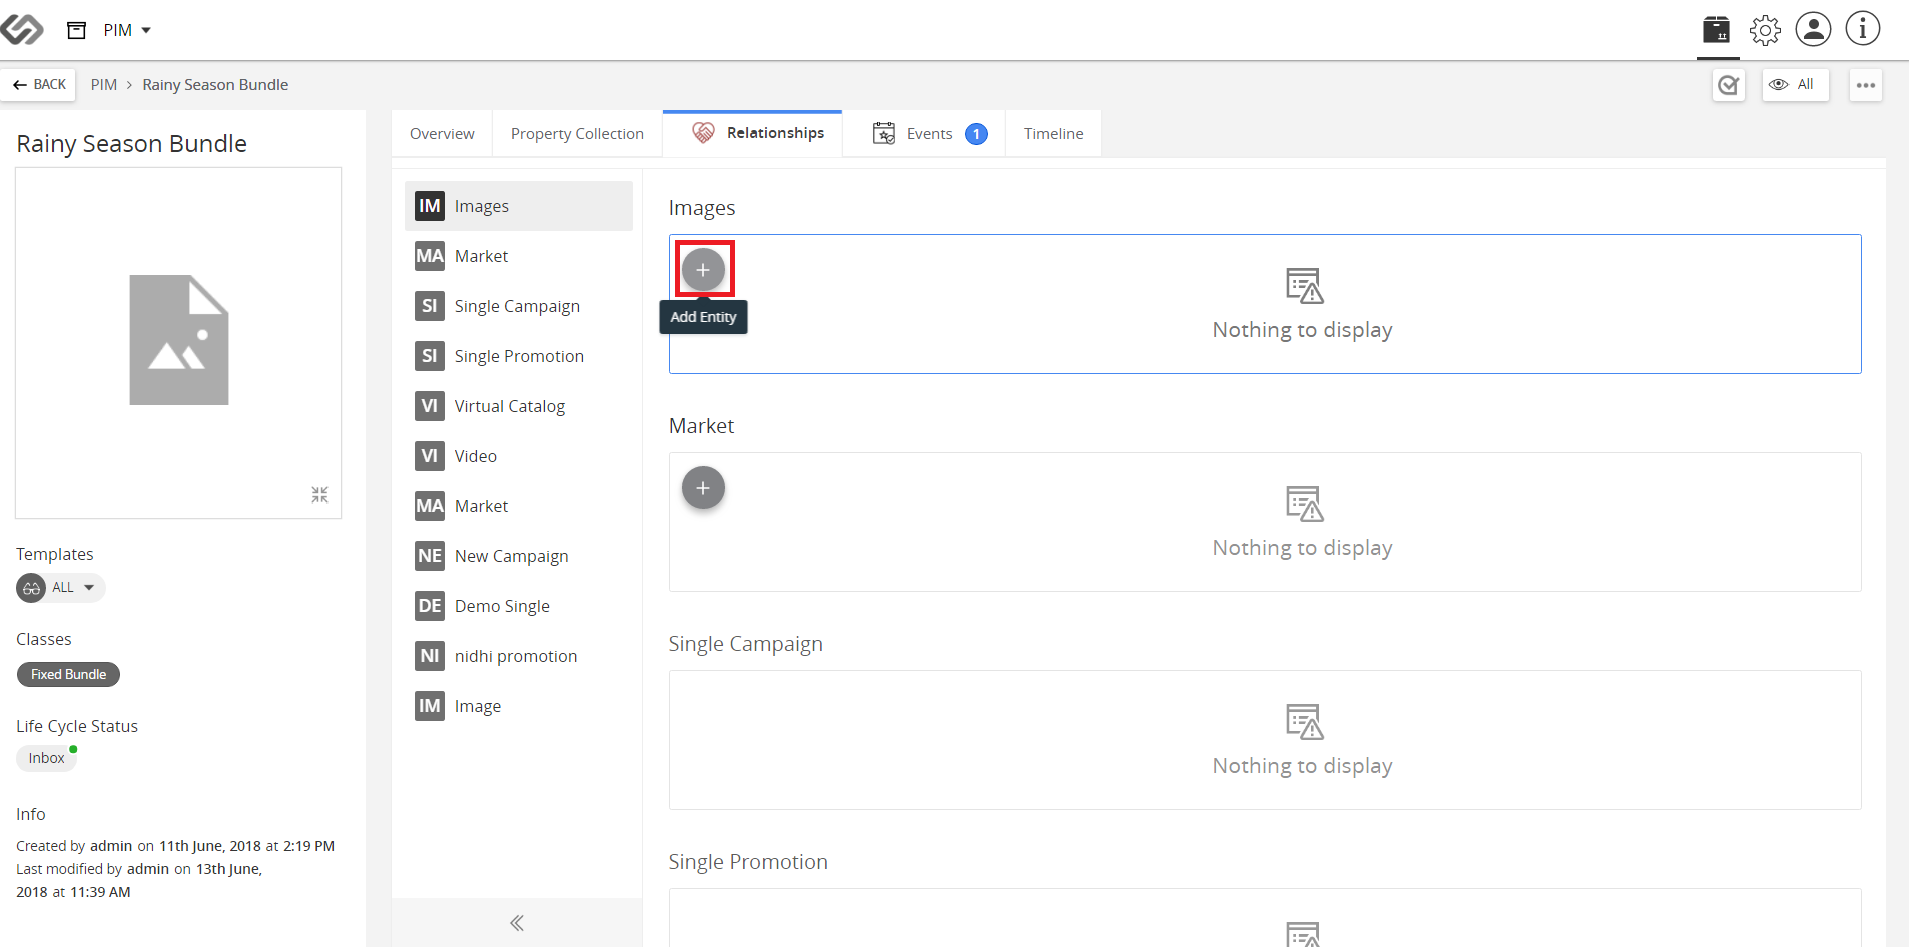 PIM
BACK
PIM > Rainy Season Bundle
All
Rainy Season Bundle
Templates
ALL
Classes
Fixed Bundle
Life Cycle Status
Inbox
Info
Created by admin on 11th June, 2018 at 2:19 PM
Last modified by admin on 13th June,
2018 at 11:39 AM
Overview
Property Collection
Relationships
Events 1
Timeline
IM Images
MA Market
SI Single Campaign
SI Single Promotion
VI Virtual Catalog
VI Video
MA Market
NE New Campaign
DE Demo Single
NI nidhi promotion
IM Image
Images
Add Entity
Nothing to display
Market
Nothing to display
Single Campaign
Nothing to display
Single Promotion